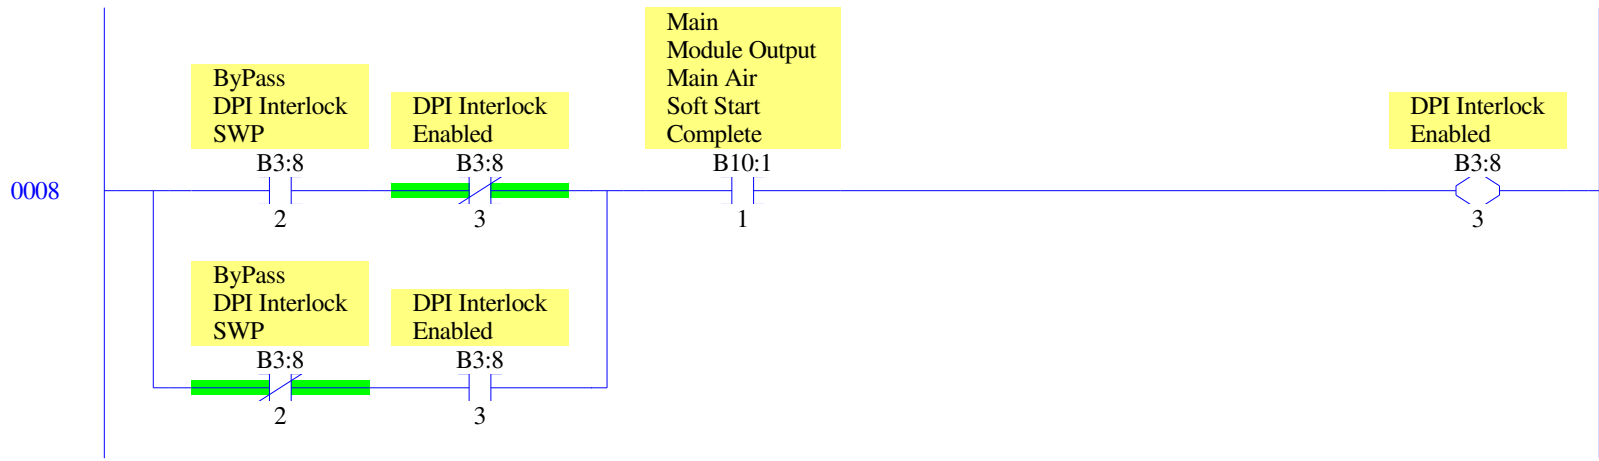 Main
Module Output
Main Air
Soft Start
Complete
B10:1
1
ByPass
DPI Interlock
SWP
B3:8
2
DPI Interlock
Enabled
B3:8
3
DPI Interlock
Enabled
B3:8
3
0008
ByPass
DPI Interlock
SWP
B3:8
2
DPI Interlock
Enabled
B3:8
3